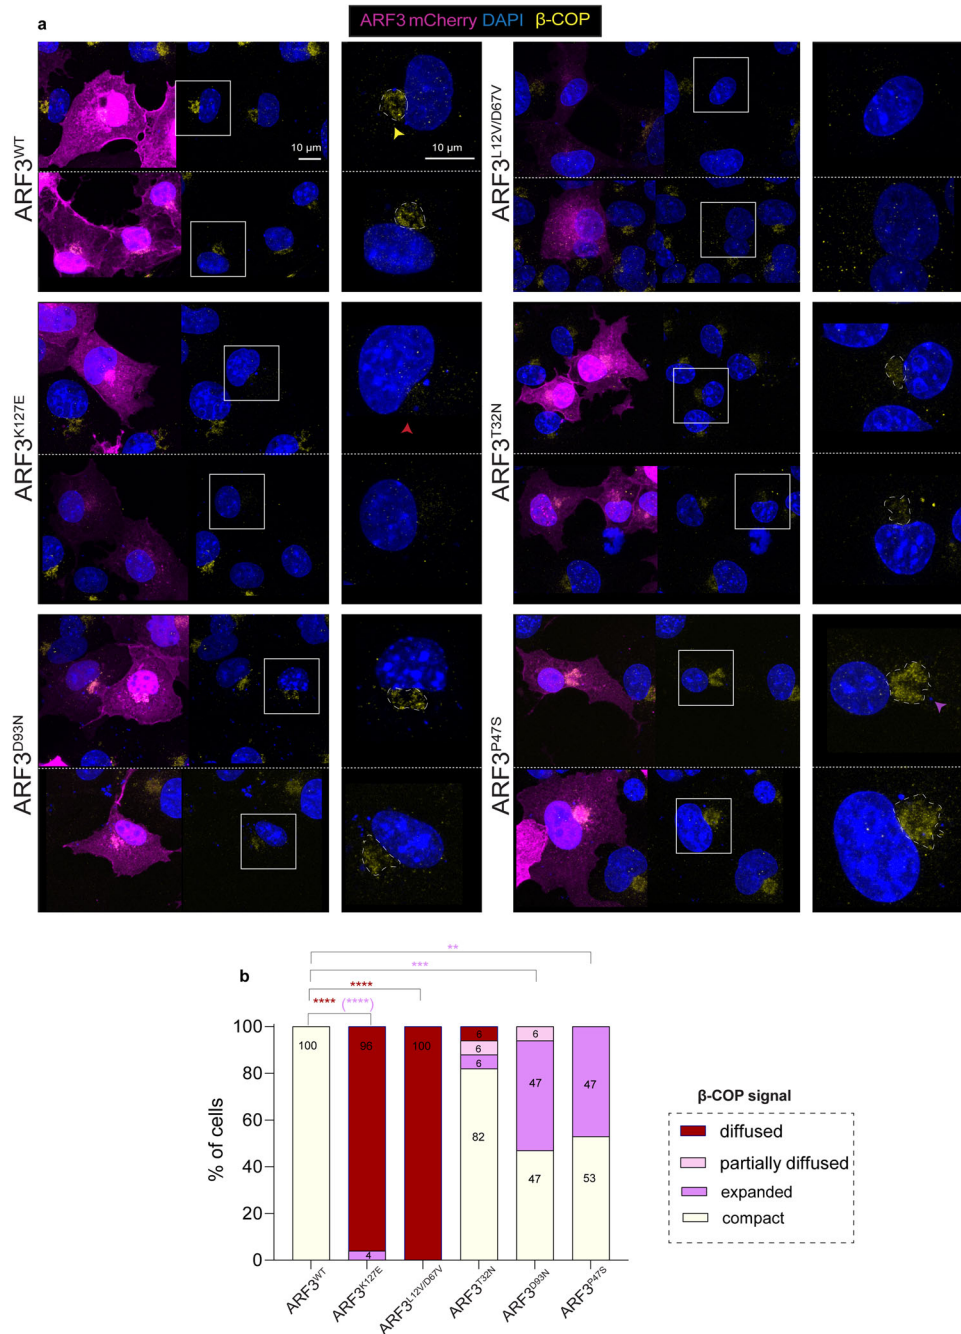 ARF3 mCherry DAPI β-COP
a
ARF3WT
10 μm
10 μm
ARF3L12V/D67V
ARF3K127E
ARF3T32N
ARF3D93N
ARF3P47S
b
**
***
****
**** (****)
% of cells
100
80
60
40
20
0
100
96
4
100
6
6
6
82
6
47
47
47
53
ARF3WT
ARF3K127E
ARF3L12V/D67V
ARF3T32N
ARF3D93N
ARF3P47S
β-COP signal
diffused
partially diffused
expanded
compact